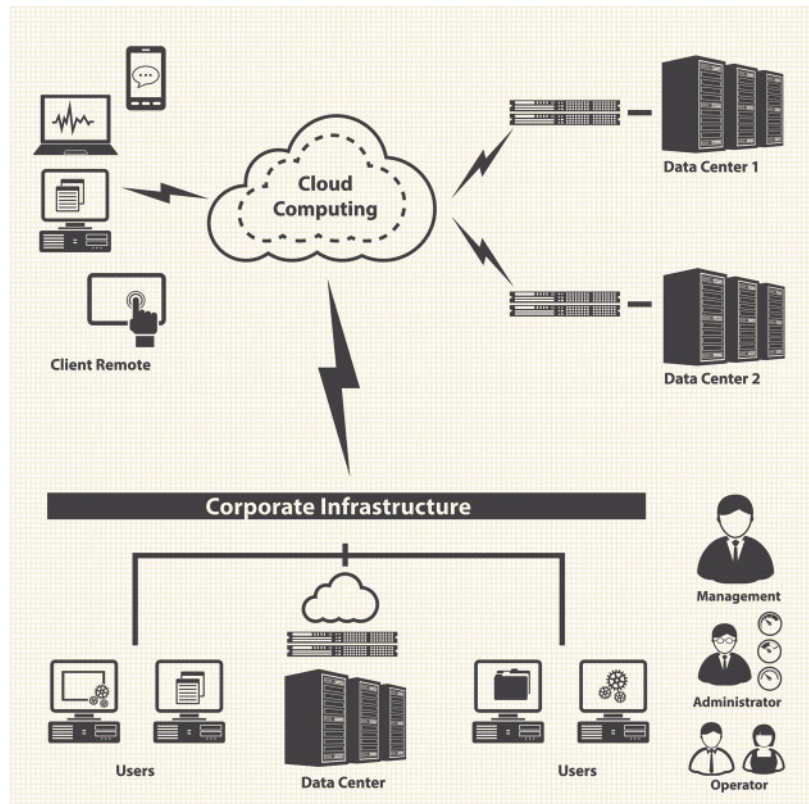 Cloud
Computing
Data Center 1
Client Remote
Data Center 2
Corporate Infrastructure
Management
Administrator
Users
Data Center
Users
Operator